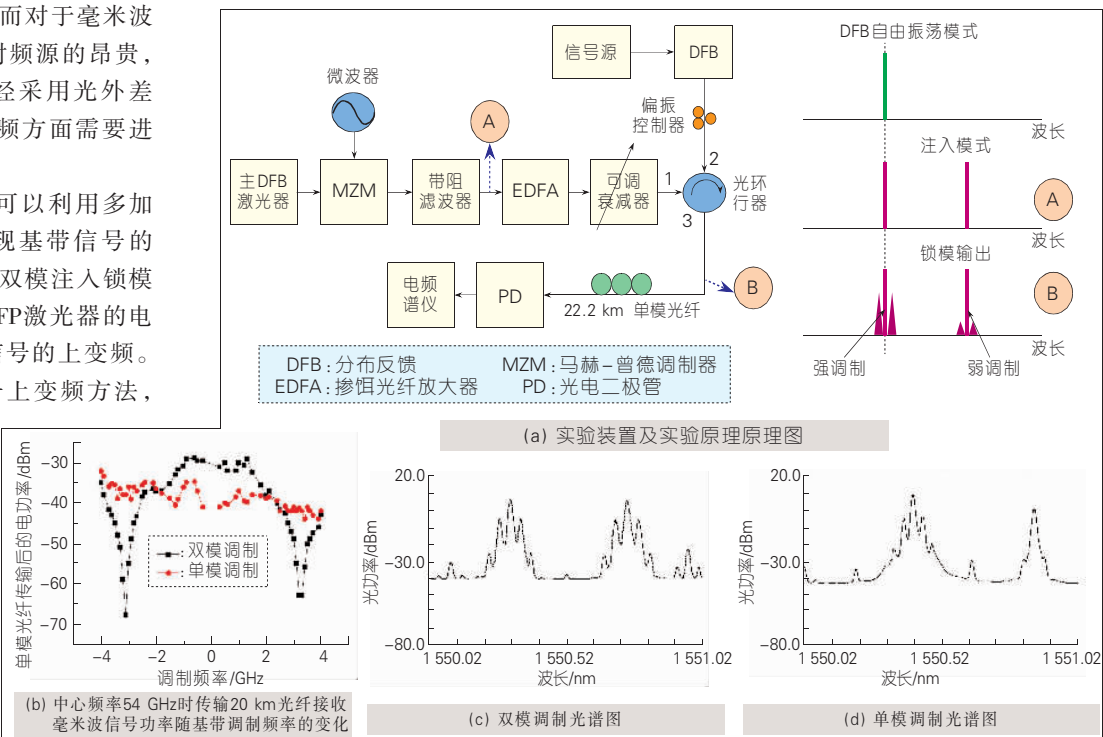 而对于毫米波
射频源的昂贵,
经采用光外差
频方面需要进
可以利用多加
现基带信号的
双模注入锁模
FP激光器的电
信号的上变频。
上变频方法,
信号源
DFB
微波器
A
偏振
控制器
2
主DFB
激光器
MZM
带阻
滤波器
EDFA
可调
衰减器
1
3
光环
行器
电频
谱仪
PD
22.2 km 单模光纤
B
DFB自由振荡模式
波长
注入模式
A
波长
锁模输出
B
波长
强调制
弱调制
DFB:分布反馈
MZM:马赫-曾德调制器
EDFA:掺铒光纤放大器
PD:光电二极管
(a) 实验装置及实验原理原理图
单模光纤传输后的电功率/dBm
-30
-40
-50
-60
-70
:双模调制
:单模调制
-4 -2 0 2 4
调制频率/GHz
(b) 中心频率54 GHz时传输20 km光纤接收
毫米波信号功率随基带调制频率的变化
光功率/dBm
20.0
-30.0
-80.0
1 550.02 1 550.52 1 551.02
波长/nm
(c) 双模调制光谱图
光功率/dBm
20.0
-30.0
-80.0
1 550.02 1 550.52 1 551.02
波长/nm
(d) 单模调制光谱图